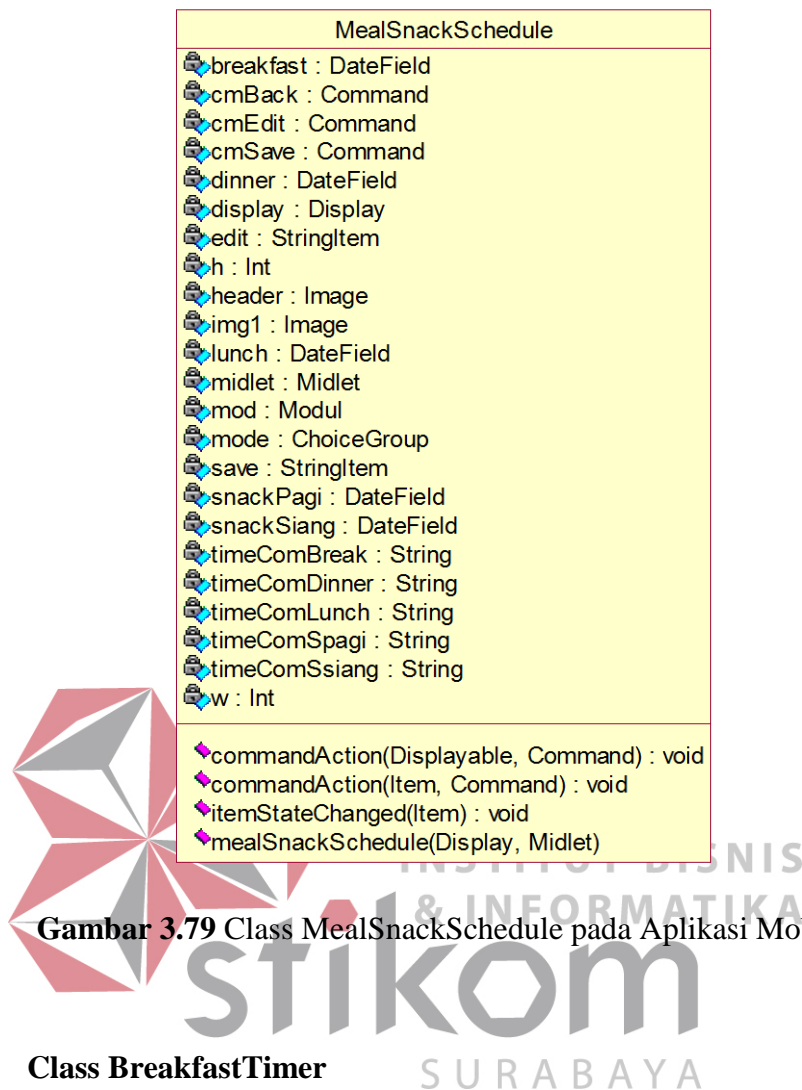 MealSnackSchedule
breakfast : DateField
cmBack : Command
cmEdit : Command
cmSave : Command
dinner : DateField
display : Display
edit : StringItem
h : Int
header : Image
img1 : Image
lunch : DateField
midlet : Midlet
mod : Modul
mode : ChoiceGroup
save : StringItem
snackPagi : DateField
snackSiang : DateField
timeComBreak : String
timeComDinner : String
timeComLunch : String
timeComSpagi : String
timeComSsiang : String
w : Int
commandAction(Displayable, Command) : void
commandAction(Item, Command) : void
itemStateChanged(Item) : void
mealSnackSchedule(Display, Midlet)
INSTITUT BISNIS
& INFORMATIKA
Gambar 3.79 Class MealSnackSchedule pada Aplikasi Mo
stikom
Class BreakfastTimer
SURABAYA